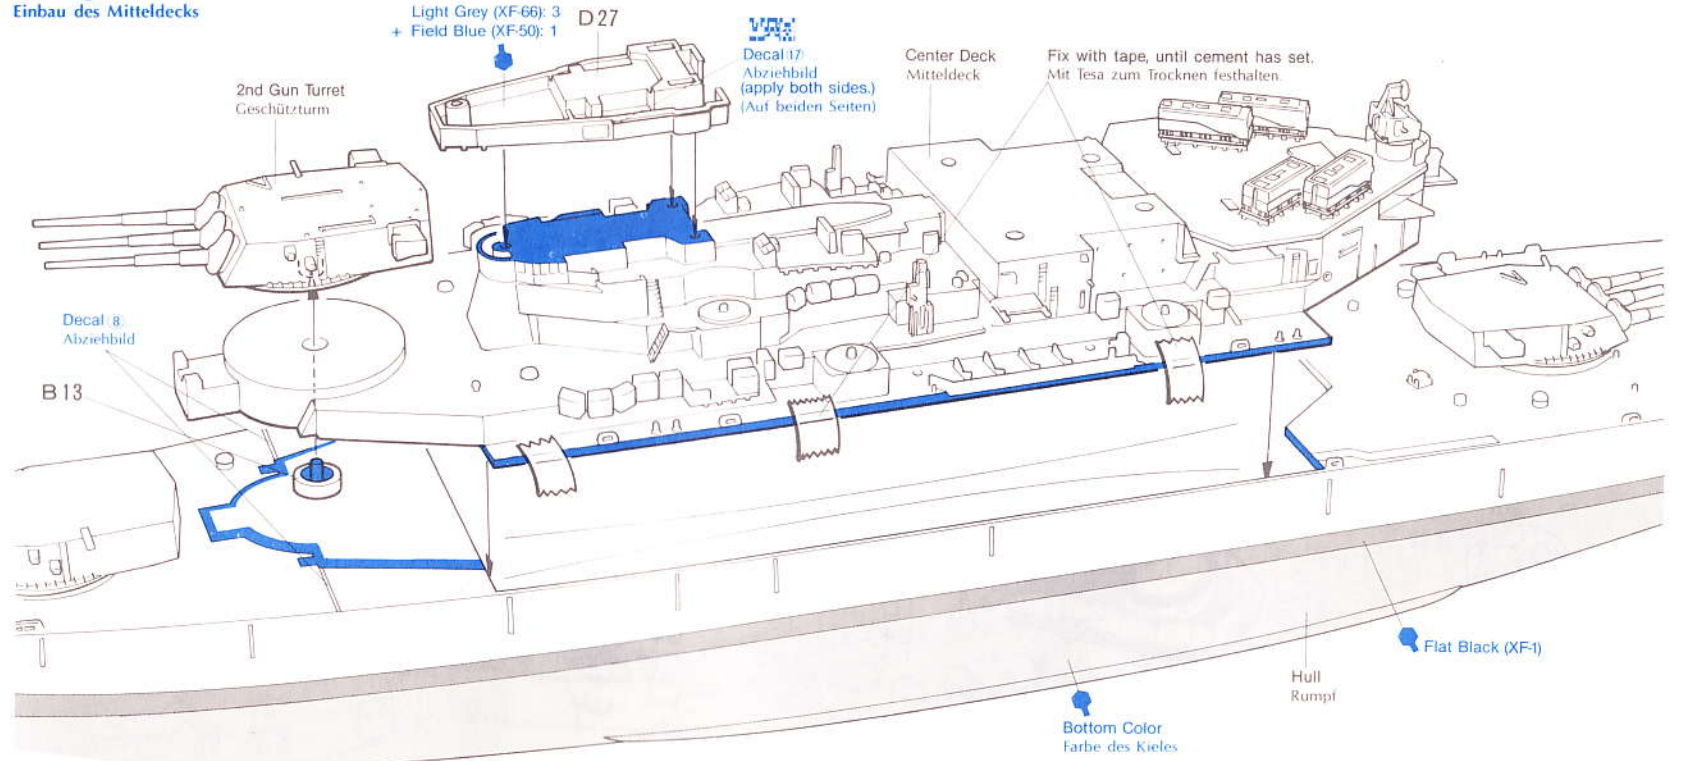 Einbau des Mitteldecks
Light Grey (XF-66): 3
+ Field Blue (XF-50): 1
D27
Decal (17)
Abziehbild
(apply both sides.)
(Auf beiden Seiten)
Center Deck
Mitteldeck
Fix with tape, until cement has set.
Mit Tesa zum Trocknen festhalten.
2nd Gun Turret
Geschützturm
Decal (8)
Abziehbild
B13
Flat Black (XF-1)
Hull
Rumpf
Bottom Color
Farbe des Kieles